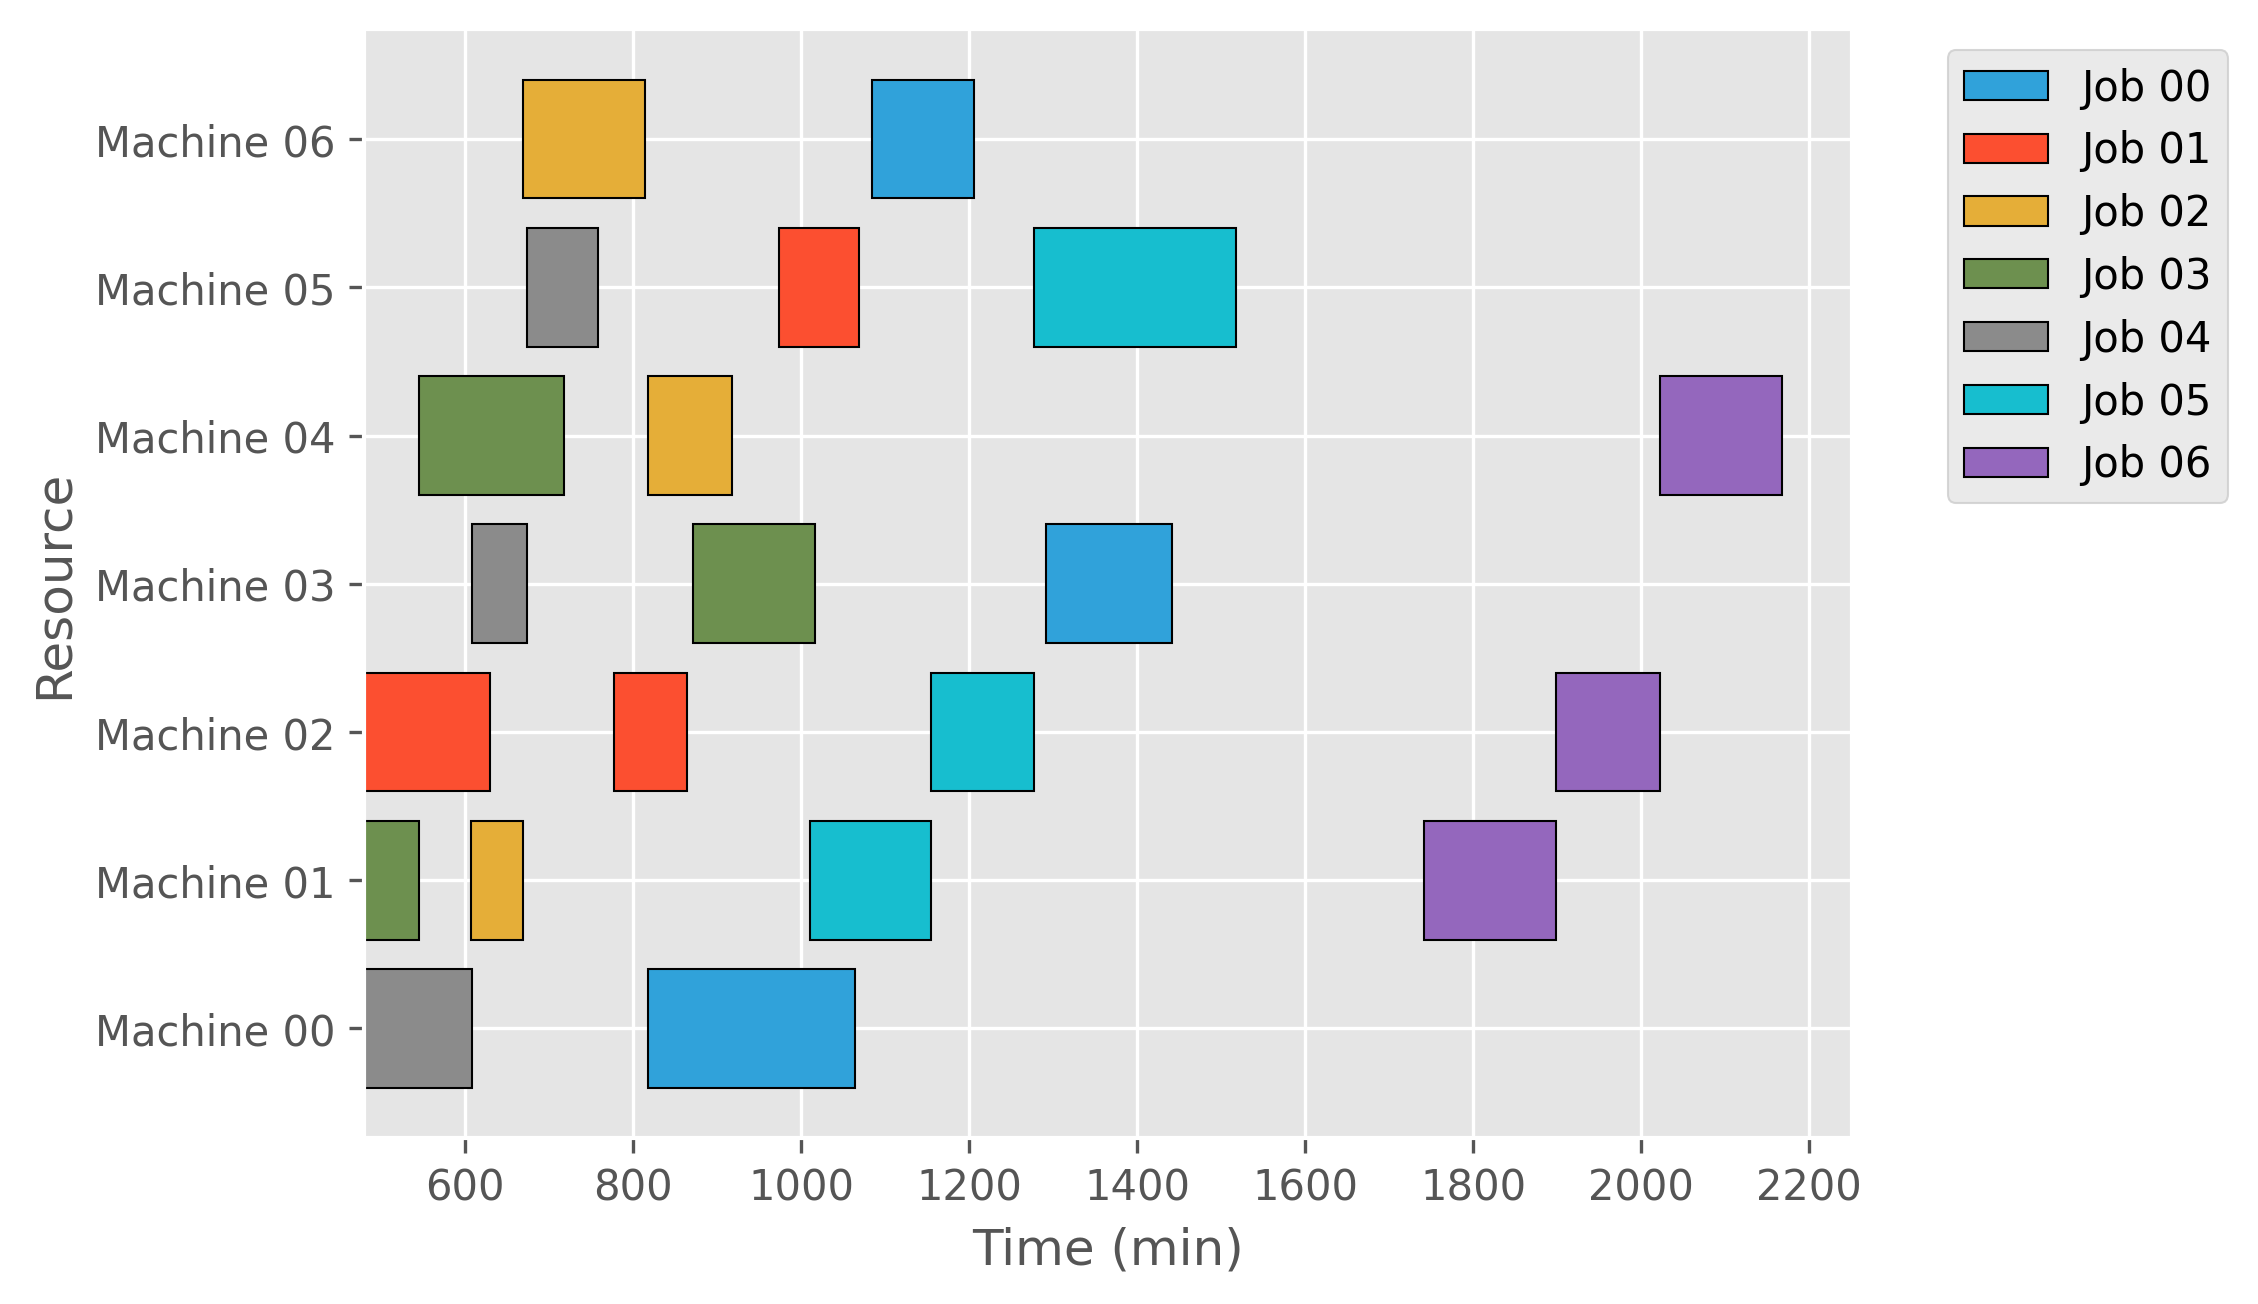 Machine 06
Machine 05
Machine 04
Machine 03
Machine 02
Machine 01
Machine 00
Resource
600 800 1000 1200 1400 1600 1800 2000 2200
Time (min)
Job 00
Job 01
Job 02
Job 03
Job 04
Job 05
Job 06